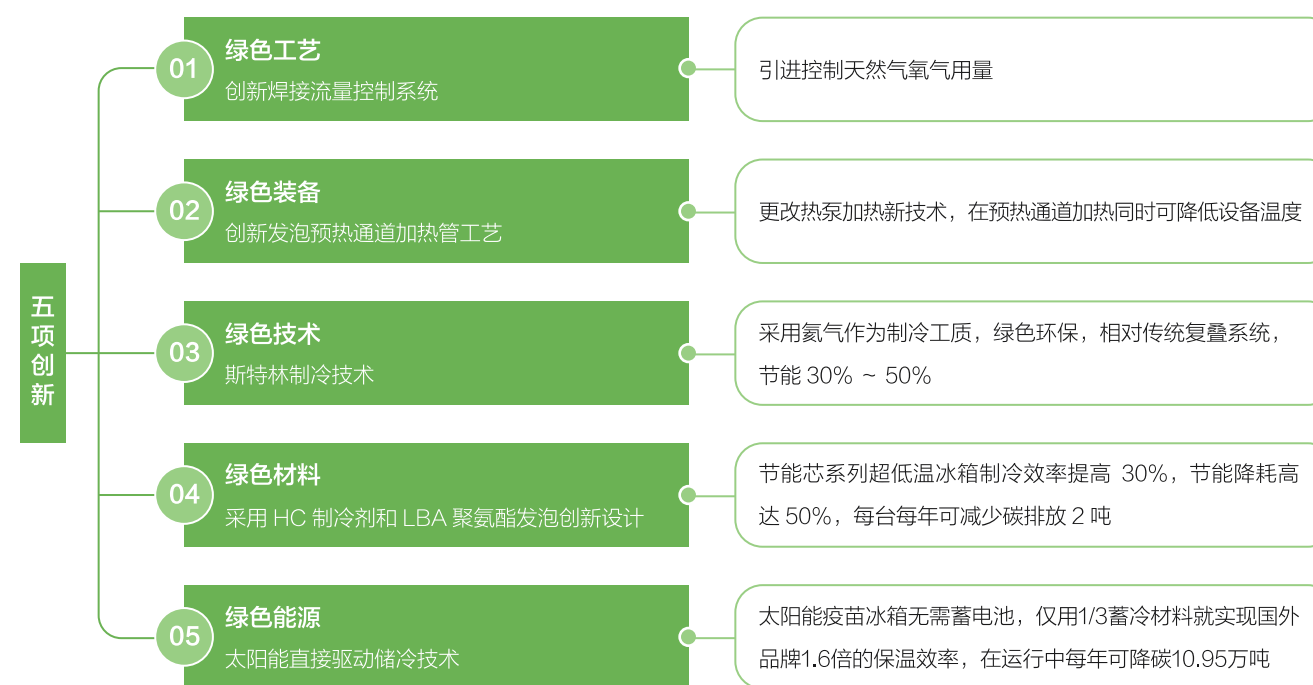 五项创新
01
绿色工艺
创新焊接流量控制系统
引进控制天然气氧气用量
02
绿色装备
创新发泡预热通道加热管工艺
更改热泵加热新技术，在预热通道加热同时可降低设备温度
03
绿色技术
斯特林制冷技术
采用氦气作为制冷工质，绿色环保，相对传统复叠系统，
节能 30% ~ 50%
04
绿色材料
采用 HC 制冷剂和 LBA 聚氨酯发泡创新设计
节能芯系列超低温冰箱制冷效率提高 30%，节能降耗高
达 50%，每台每年可减少碳排放 2 吨
05
绿色能源
太阳能直接驱动储冷技术
太阳能疫苗冰箱无需蓄电池，仅用1/3蓄冷材料就实现国外
品牌1.6倍的保温效率，在运行中每年可降碳10.95万吨